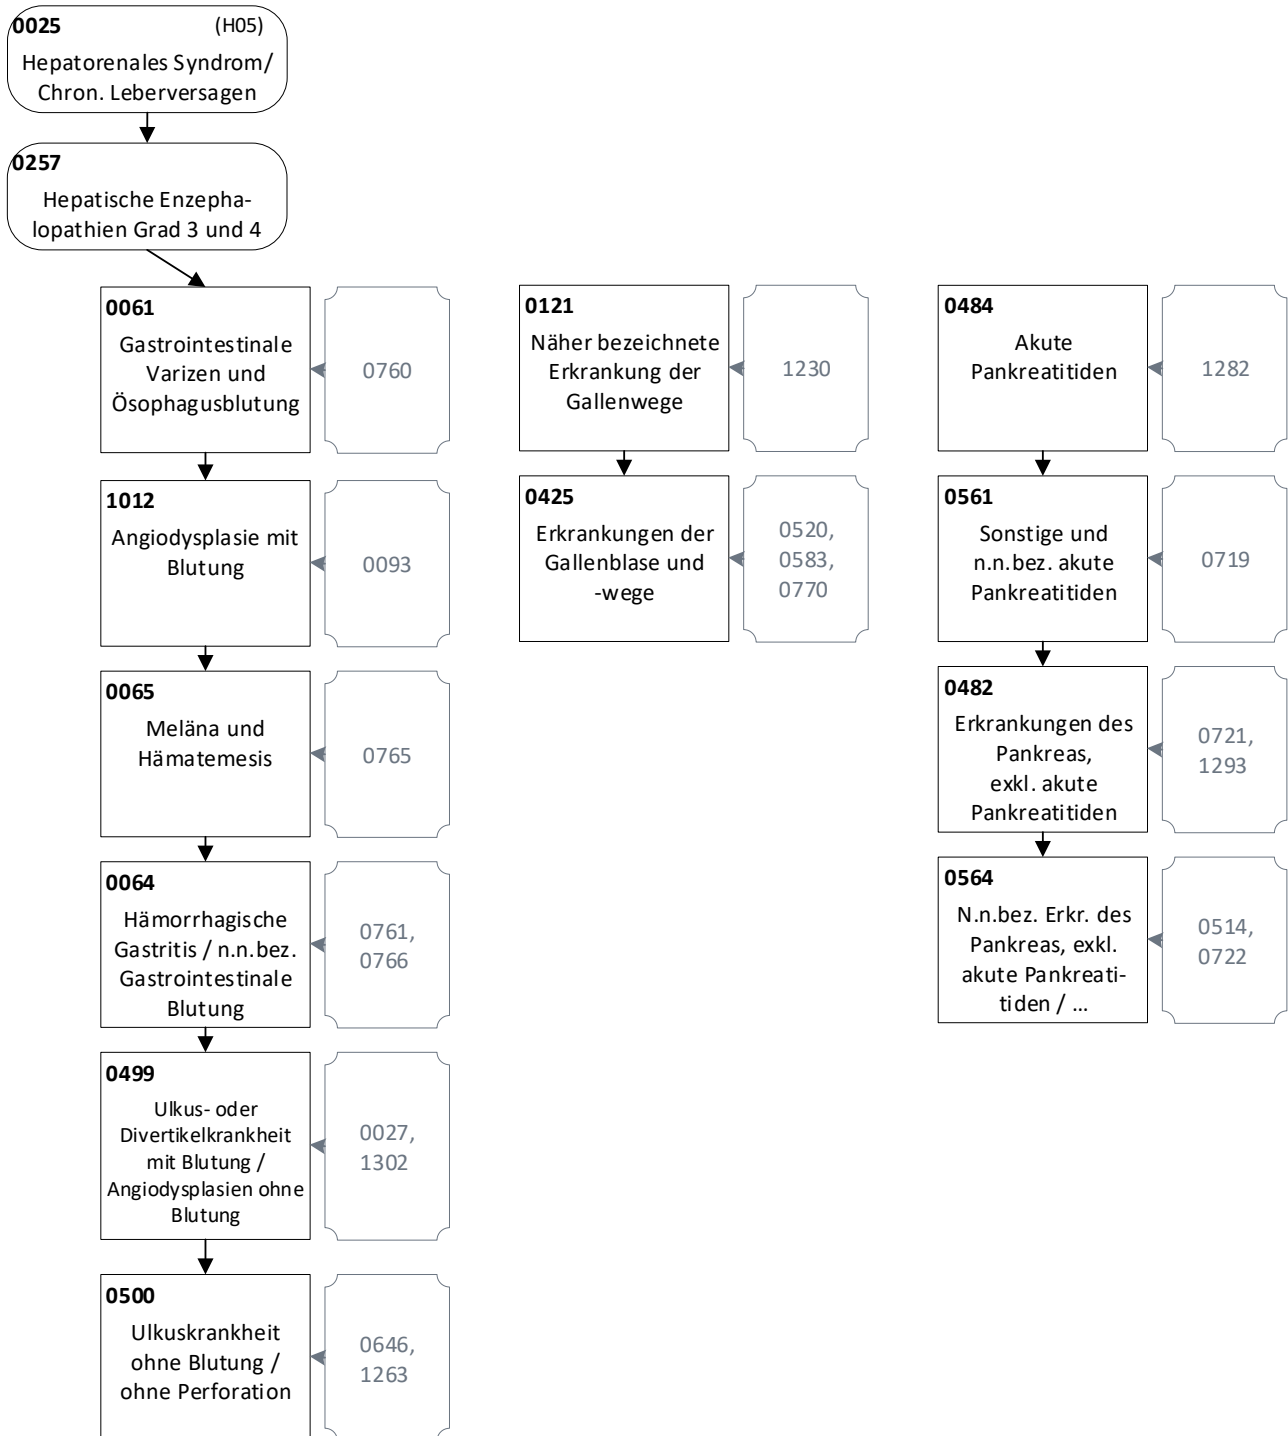 0025 (H05)
Hepatorenales Syndrom/
Chron. Leberversagen
0257
Hepatische Enzepha-
lopathien Grad 3 und 4
0061
Gastrointestinale
Varizen und
Ösophagusblutung
0760
1012
Angiodysplasie mit
Blutung
0093
0065
Meläna und
Hämatemesis
0765
0064
Hämorrhagische
Gastritis / n.n.bez.
Gastrointestinale
Blutung
0761,
0766
0499
Ulkus- oder
Divertikelkrankheit
mit Blutung /
Angiodysplasien ohne
Blutung
0027,
1302
0500
Ulkuskrankheit
ohne Blutung /
ohne Perforation
0646,
1263
0121
Näher bezeichnete
Erkrankung der
Gallenwege
1230
0425
Erkrankungen der
Gallenblase und
-wege
0520,
0583,
0770
0484
Akute
Pankreatitiden
1282
0561
Sonstige und
n.n.bez. akute
Pankreatitiden
0719
0482
Erkrankungen des
Pankreas,
exkl. akute
Pankreatitiden
0721,
1293
0564
N.n.bez. Erkr. des
Pankreas, exkl.
akute Pankreati-
tiden / ...
0514,
0722